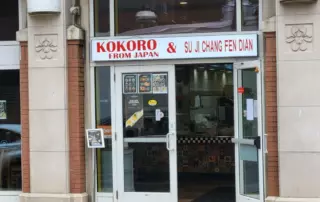 KOKORO & SU JI CHANG FEN DIAN
FROM JAPAN